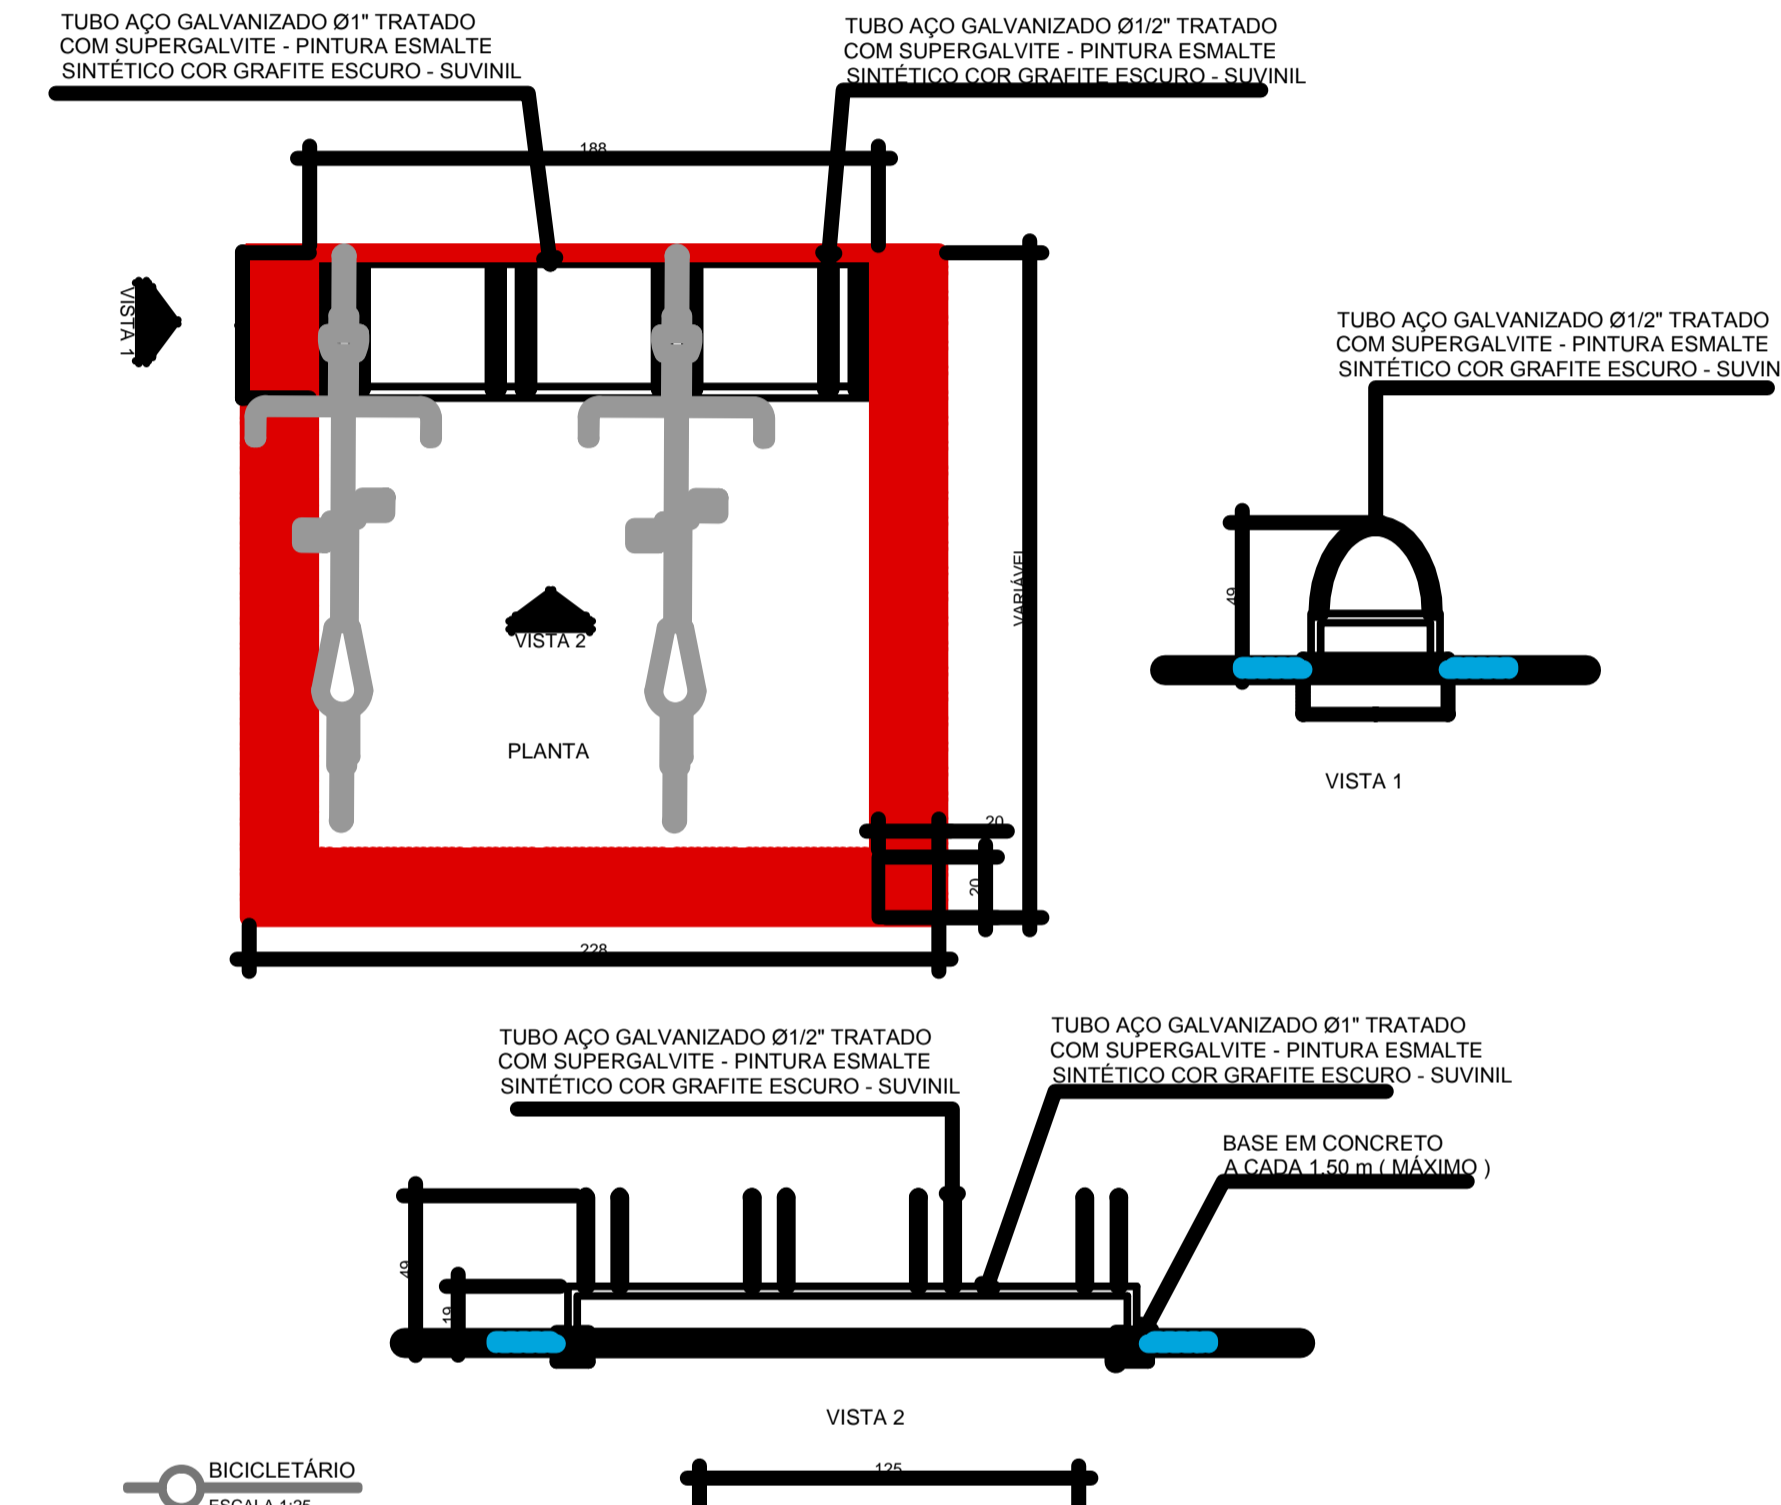 TUBO AÇO GALVANIZADO Ø1" TRATADO
COM SUPERGALVITE - PINTURA ESMALTE
SINTÉTICO COR GRAFITE ESCURO - SUVINIL
TUBO AÇO GALVANIZADO Ø1/2" TRATADO
COM SUPERGALVITE - PINTURA ESMALTE
SINTÉTICO COR GRAFITE ESCURO - SUVINIL
188
VISTA 1
VISTA 2
PLANTA
VARIÁVEL
20
20
228
TUBO AÇO GALVANIZADO Ø1/2" TRATADO
COM SUPERGALVITE - PINTURA ESMALTE
SINTÉTICO COR GRAFITE ESCURO - SUVIN
49
VISTA 1
TUBO AÇO GALVANIZADO Ø1/2" TRATADO
COM SUPERGALVITE - PINTURA ESMALTE
SINTÉTICO COR GRAFITE ESCURO - SUVINIL
TUBO AÇO GALVANIZADO Ø1" TRATADO
COM SUPERGALVITE - PINTURA ESMALTE
SINTÉTICO COR GRAFITE ESCURO - SUVINIL
BASE EM CONCRETO
A CADA 1.50 m ( MÁXIMO )
49
19
VISTA 2
125
BICICLETÁRIO
ESCALA 1:25